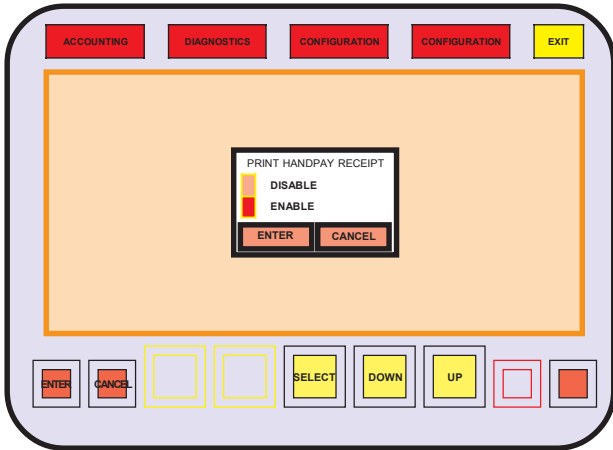 ACCOUNTING DIAGNOSTICS CONFIGURATION CONFIGURATION EXIT
PRINT HANDPAY RECEIPT
DISABLE
ENABLE
ENTER CANCEL
ENTER CANCEL SELECT DOWN UP